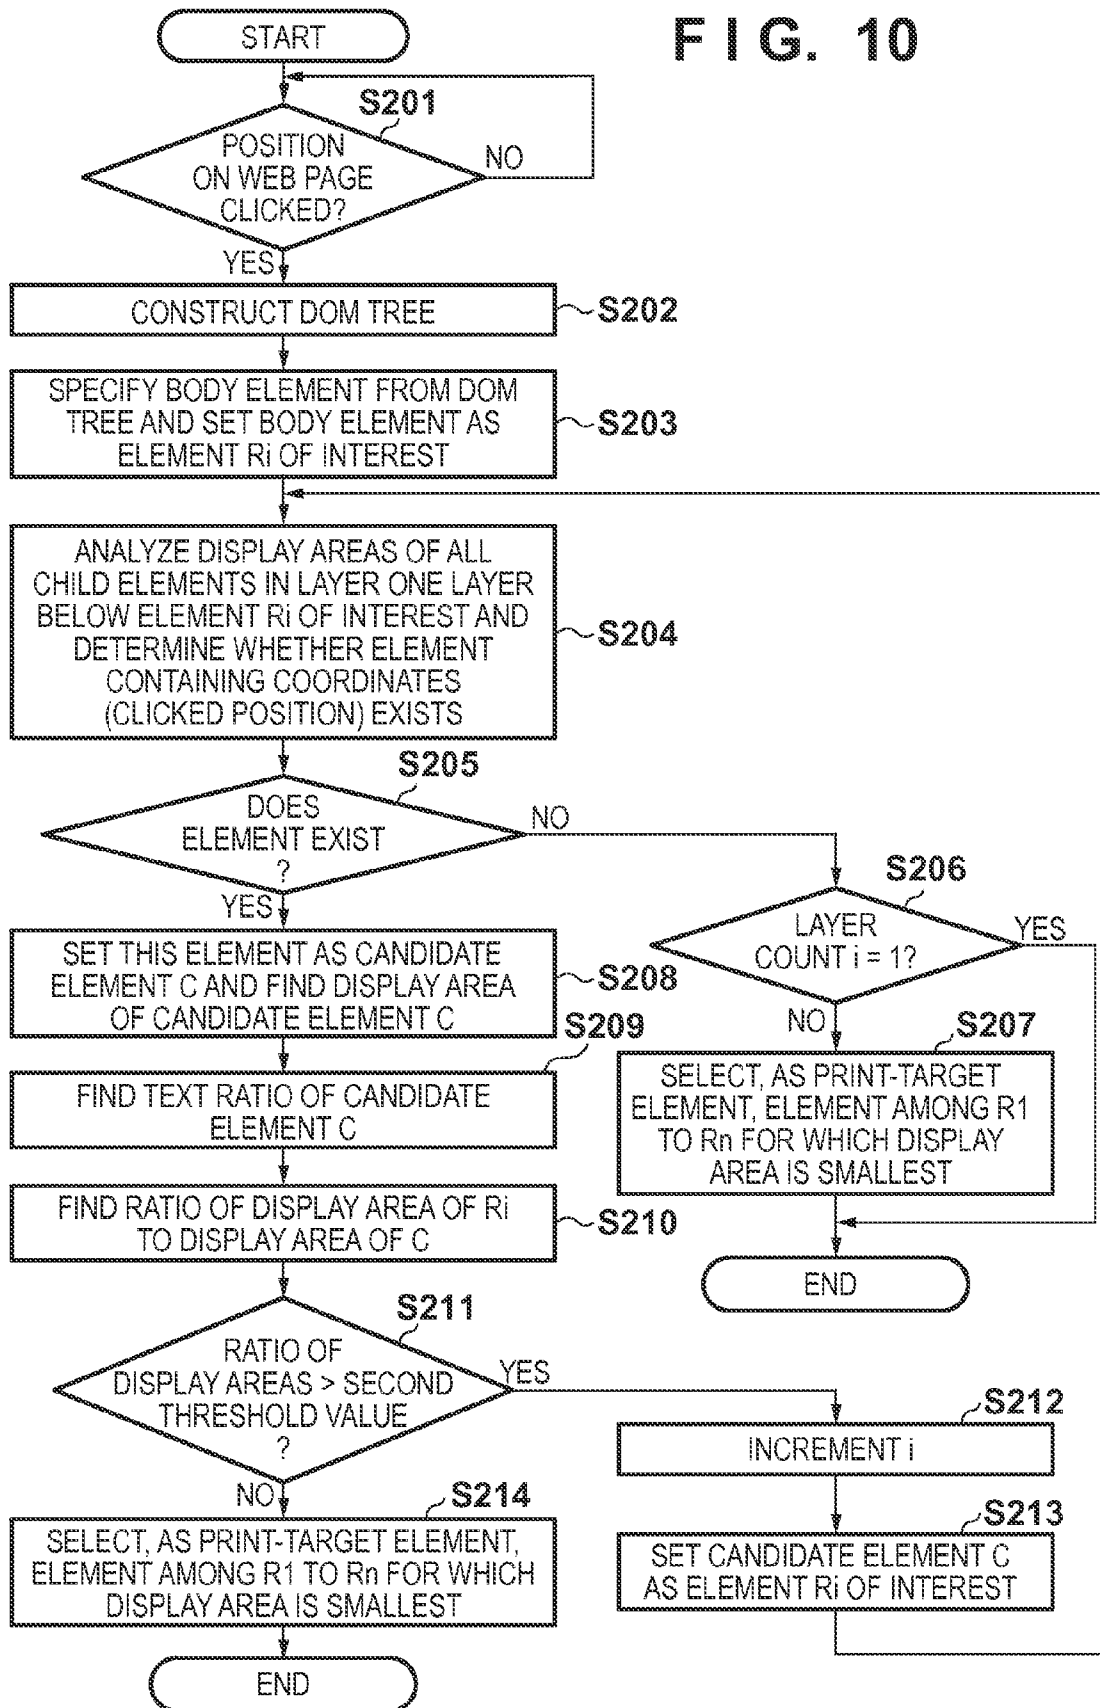 FIG. 10
START
S201
POSITION
ON WEB PAGE
CLICKED?
NO
YES
CONSTRUCT DOM TREE
S202
SPECIFY BODY ELEMENT FROM DOM
TREE AND SET BODY ELEMENT AS
ELEMENT Ri OF INTEREST
S203
ANALYZE DISPLAY AREAS OF ALL
CHILD ELEMENTS IN LAYER ONE LAYER
BELOW ELEMENT Ri OF INTEREST AND
DETERMINE WHETHER ELEMENT
CONTAINING COORDINATES
(CLICKED POSITION) EXISTS
S204
S205
DOES
ELEMENT EXIST
?
NO
YES
S206
LAYER
COUNT i = 1?
YES
NO
S207
SELECT, AS PRINT-TARGET
ELEMENT, ELEMENT AMONG R1
TO Rn FOR WHICH DISPLAY
AREA IS SMALLEST
END
SET THIS ELEMENT AS CANDIDATE
ELEMENT C AND FIND DISPLAY AREA
OF CANDIDATE ELEMENT C
S208
S209
FIND TEXT RATIO OF CANDIDATE
ELEMENT C
FIND RATIO OF DISPLAY AREA OF Ri
TO DISPLAY AREA OF C
S210
S211
RATIO OF
DISPLAY AREAS > SECOND
THRESHOLD VALUE
?
YES
NO
S212
INCREMENT i
S213
SET CANDIDATE ELEMENT C
AS ELEMENT Ri OF INTEREST
S214
SELECT, AS PRINT-TARGET ELEMENT,
ELEMENT AMONG R1 TO Rn FOR WHICH
DISPLAY AREA IS SMALLEST
END